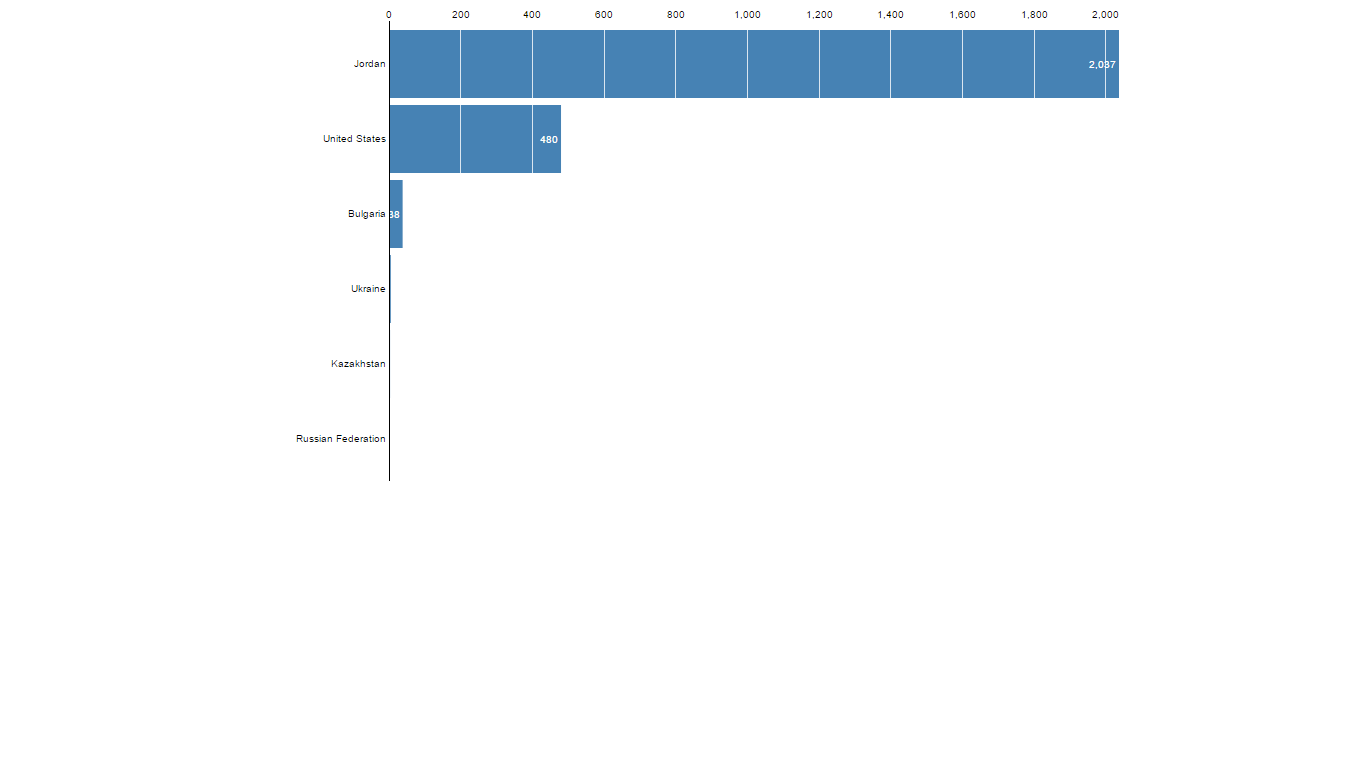 0 200 400 600 800 1,000 1,200 1,400 1,600 1,800 2,000
Jordan 2,037
United States 480
Bulgaria 38
Ukraine
Kazakhstan
Russian Federation